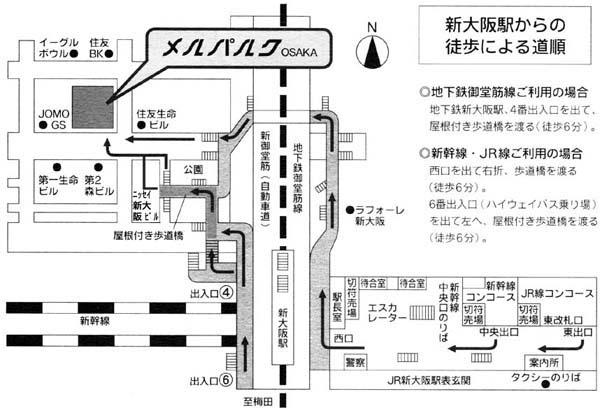 新大阪駅からの
徒歩による道順
イーグル
ボウル
住友
BK
メルパルク OSAKA
◎地下鉄御堂筋線ご利用の場合
地下鉄新大阪駅、4番出入口を出て、
屋根付き歩道橋を渡る(徒歩6分)。
◎新幹線・JR線ご利用の場合
西口を出て右折、歩道橋を渡る
(徒歩6分)。
6番出入口(ハイウェイバス乗り場)
を出て左へ、屋根付き歩道橋を渡る
(徒歩6分)。
JOMO
GS
住友生命
ビル
新御堂筋(自動車道)
地下鉄御堂筋線
公園
第一生命
ビル
第2
森ビル
ニッセイ
新大
阪ビル
屋根付き歩道橋
ラフォーレ
新大阪
出入口④
新幹線
新大阪駅
出入口⑥
至梅田
駅長室
切符売場
待合室
待合室
エスカ
レーター
新幹線
中央口のりば
新幹線
コンコース
JR線コンコース
切符
売場
切符
売場
東改札口
西口
中央出口
東出口
警察
案内所
JR新大阪駅表玄関
タクシーのりば